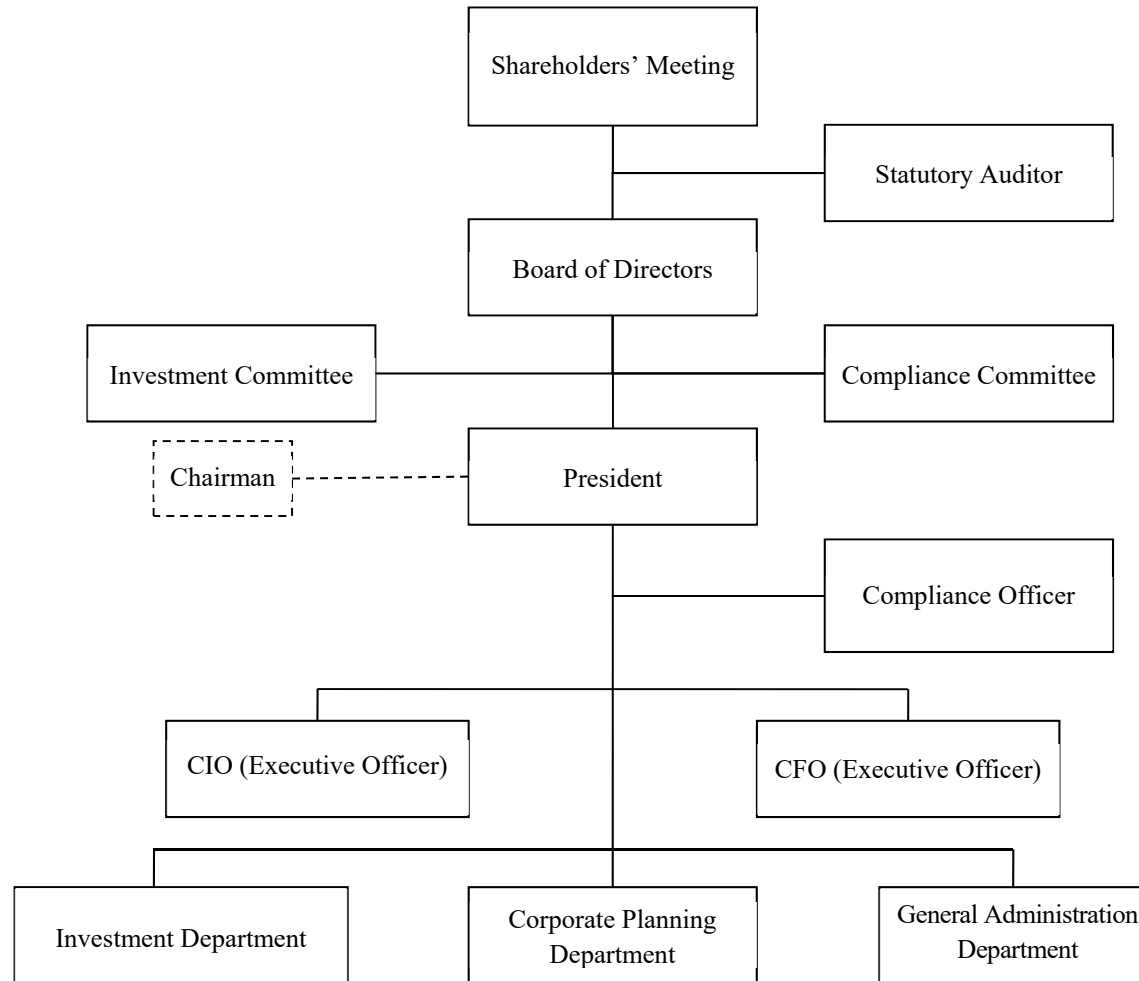 Shareholders’ Meeting
Statutory Auditor
Board of Directors
Investment Committee
Compliance Committee
Chairman
President
Compliance Officer
CIO (Executive Officer)
CFO (Executive Officer)
Investment Department
Corporate Planning
Department
General Administration
Department